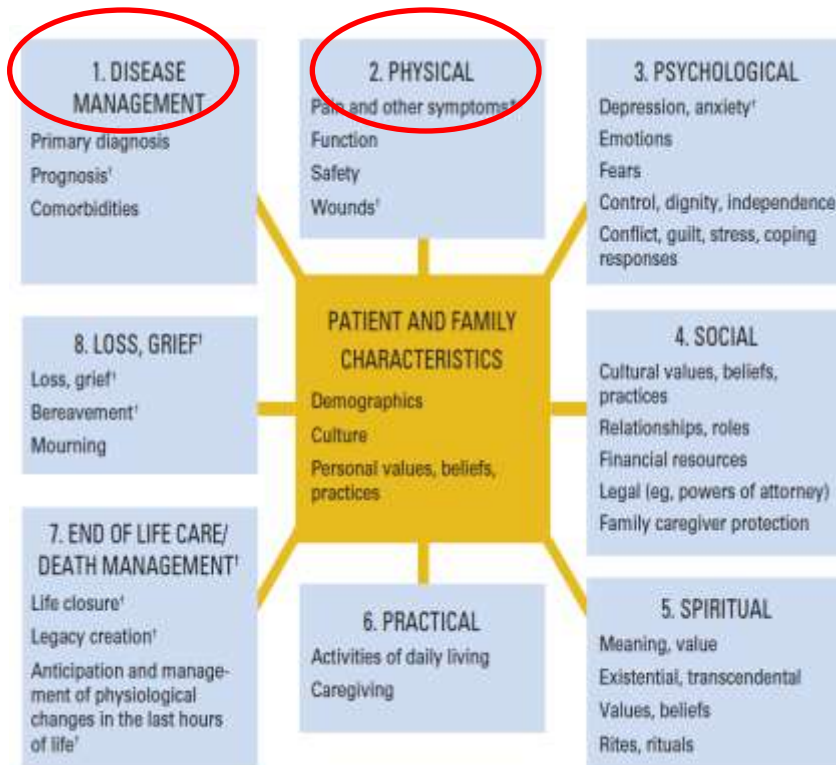 1. DISEASE
MANAGEMENT
Primary diagnosis
Prognosis†
Comorbidities
2. PHYSICAL
Pain and other symptoms†
Function
Safety
Wounds†
3. PSYCHOLOGICAL
Depression, anxiety†
Emotions
Fears
Control, dignity, independence
Conflict, guilt, stress, coping
responses
PATIENT AND FAMILY
CHARACTERISTICS
Demographics
Culture
Personal values, beliefs,
practices
4. SOCIAL
Cultural values, beliefs,
practices
Relationships, roles
Financial resources
Legal (eg, powers of attorney)
Family caregiver protection
5. SPIRITUAL
Meaning, value
Existential, transcendental
Values, beliefs
Rites, rituals
6. PRACTICAL
Activities of daily living
Caregiving
7. END OF LIFE CARE/
DEATH MANAGEMENT†
Life closure†
Legacy creation†
Anticipation and manage-
ment of physiological
changes in the last hours
of life†
8. LOSS, GRIEF†
Loss, grief†
Bereavement†
Mourning